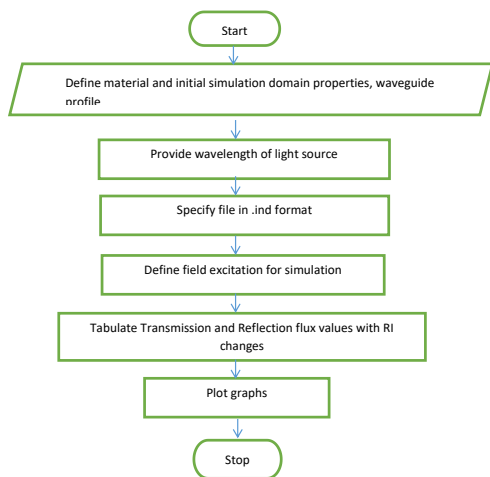 Start
Define material and initial simulation domain properties, waveguide
profile
Provide wavelength of light source
Specify file in .ind format
Define field excitation for simulation
Tabulate Transmission and Reflection flux values with RI
changes
Plot graphs
Stop